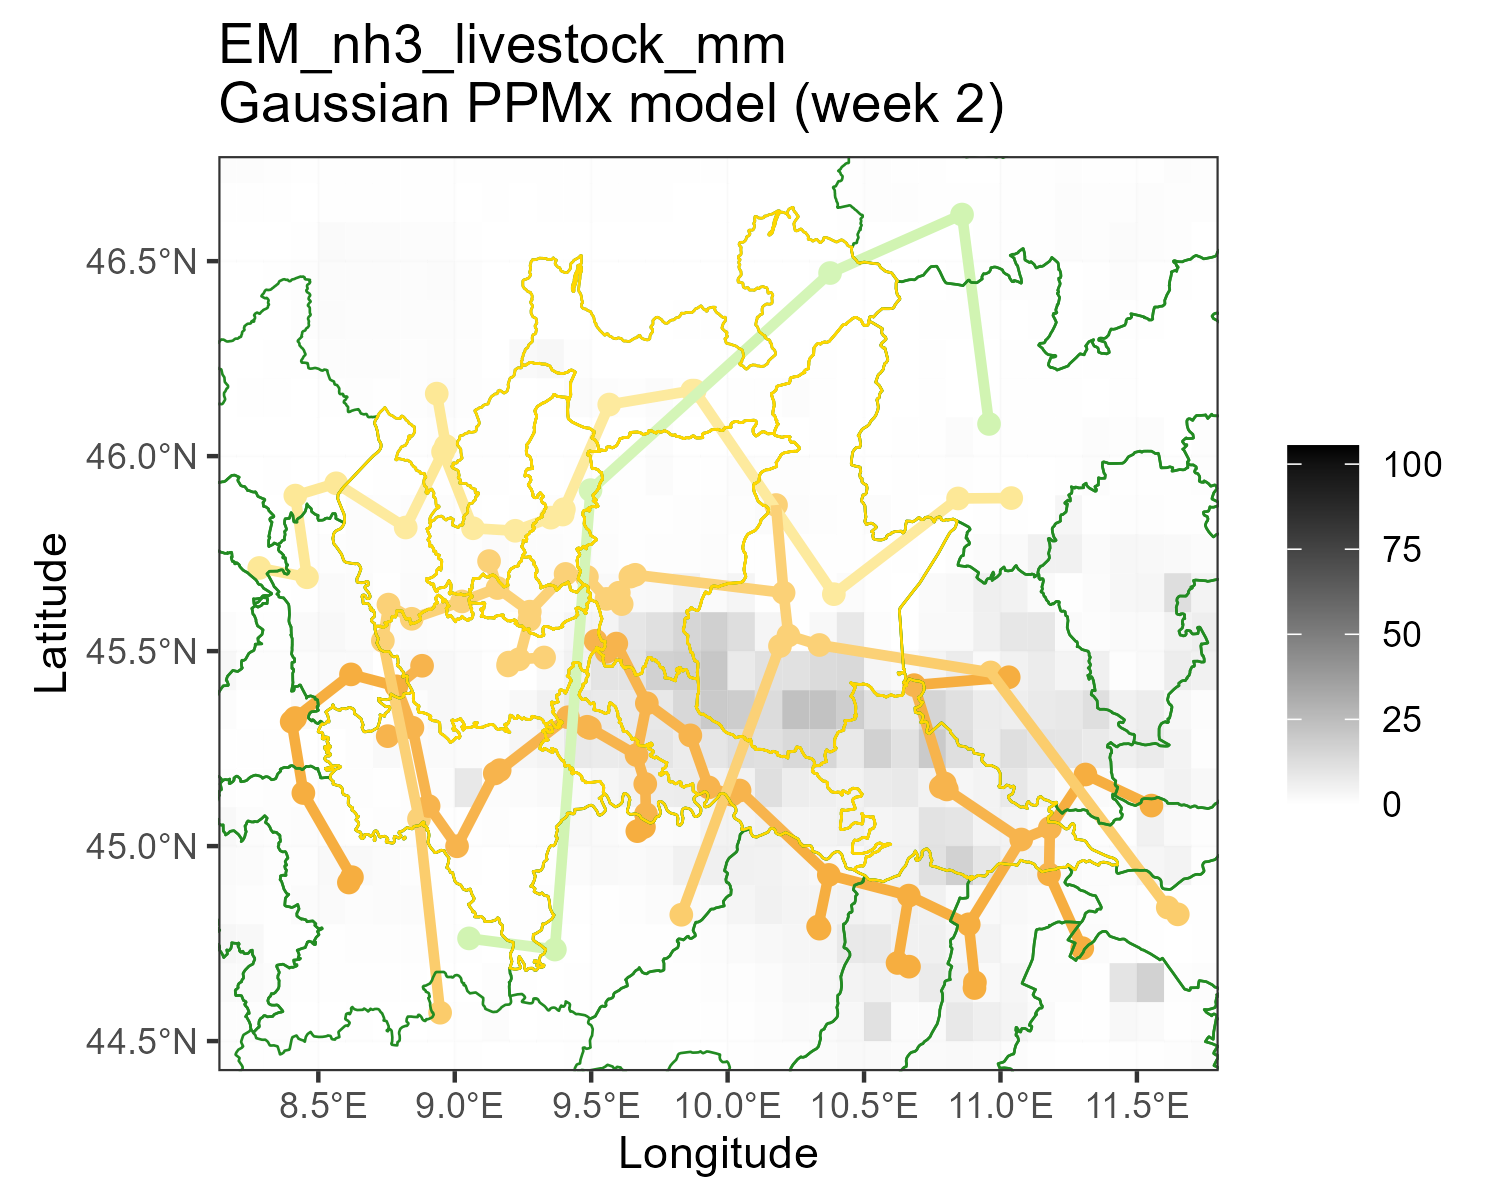 EM_nh3_livestock_mm
Gaussian PPMx model (week 2)
46.5°N
46.0°N
45.5°N
45.0°N
44.5°N
Latitude
8.5°E 9.0°E 9.5°E 10.0°E 10.5°E 11.0°E 11.5°E
Longitude
100
75
50
25
0